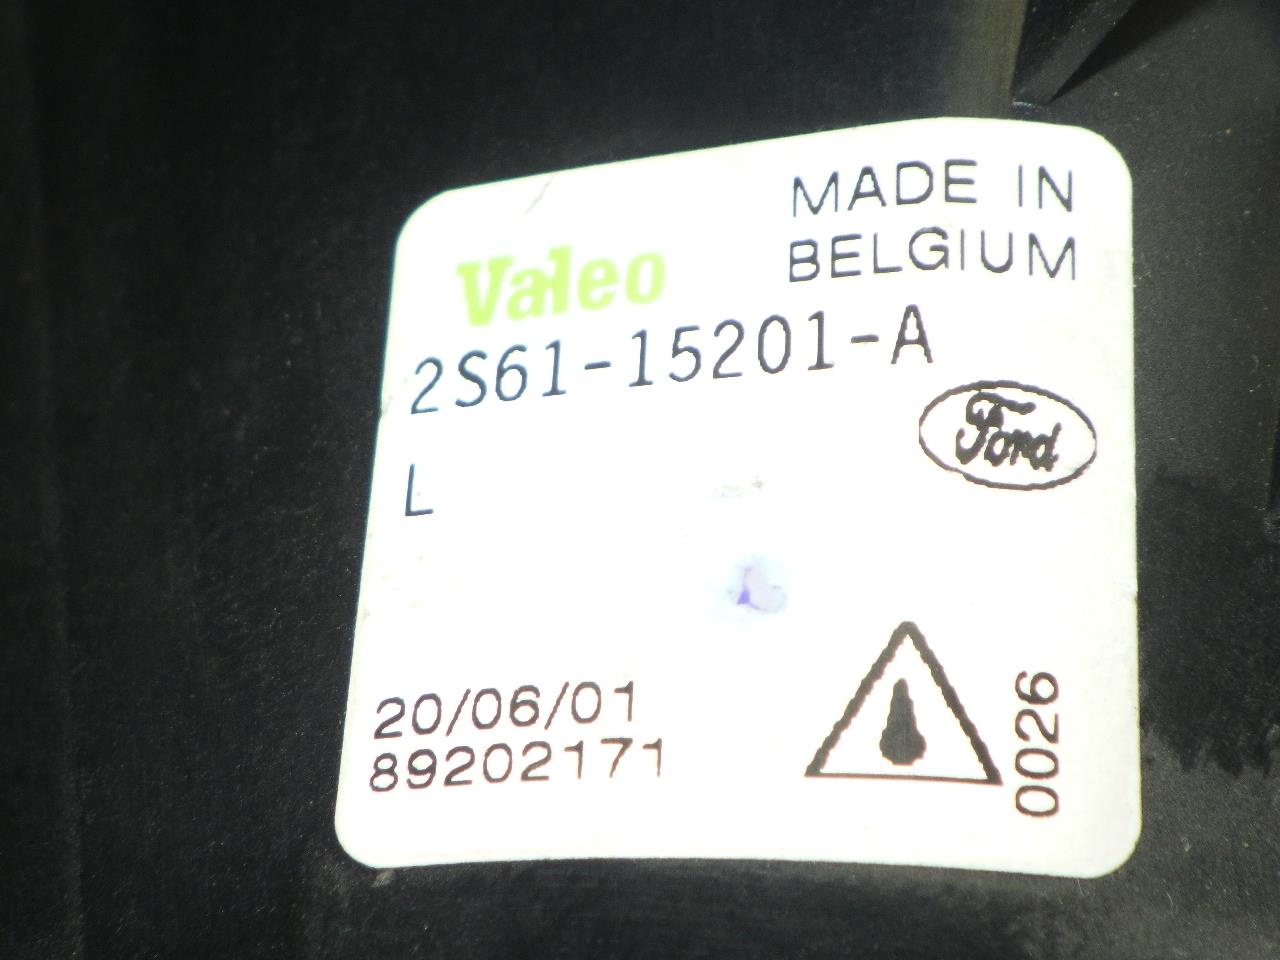 MADE IN
BELGIUM
Valeo
2S61-15201-A
Ford
L
20/06/01
89202171
0026